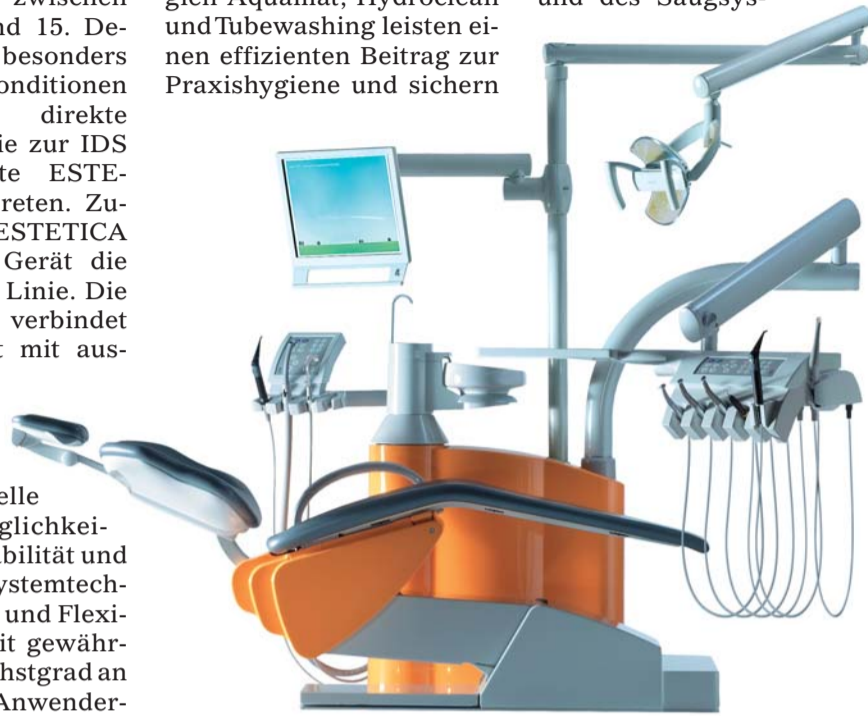 zwischen
nd 15. De-
besonders
onditionen
direkte
ie zur IDS
te ESTE-
reten. Zu-
ESTETICA
Gerät die
Linie. Die
verbindet
t mit aus-
elle
glichkei-
abilität und
ystemtech-
und Flexi-
it gewähr-
chstgrad an
Anwender-
gien Aquamat, Hydroclean
und Tubewashing leisten ei-
nen effizienten Beitrag zur
Praxishygiene und sichern
und des Saugsys-